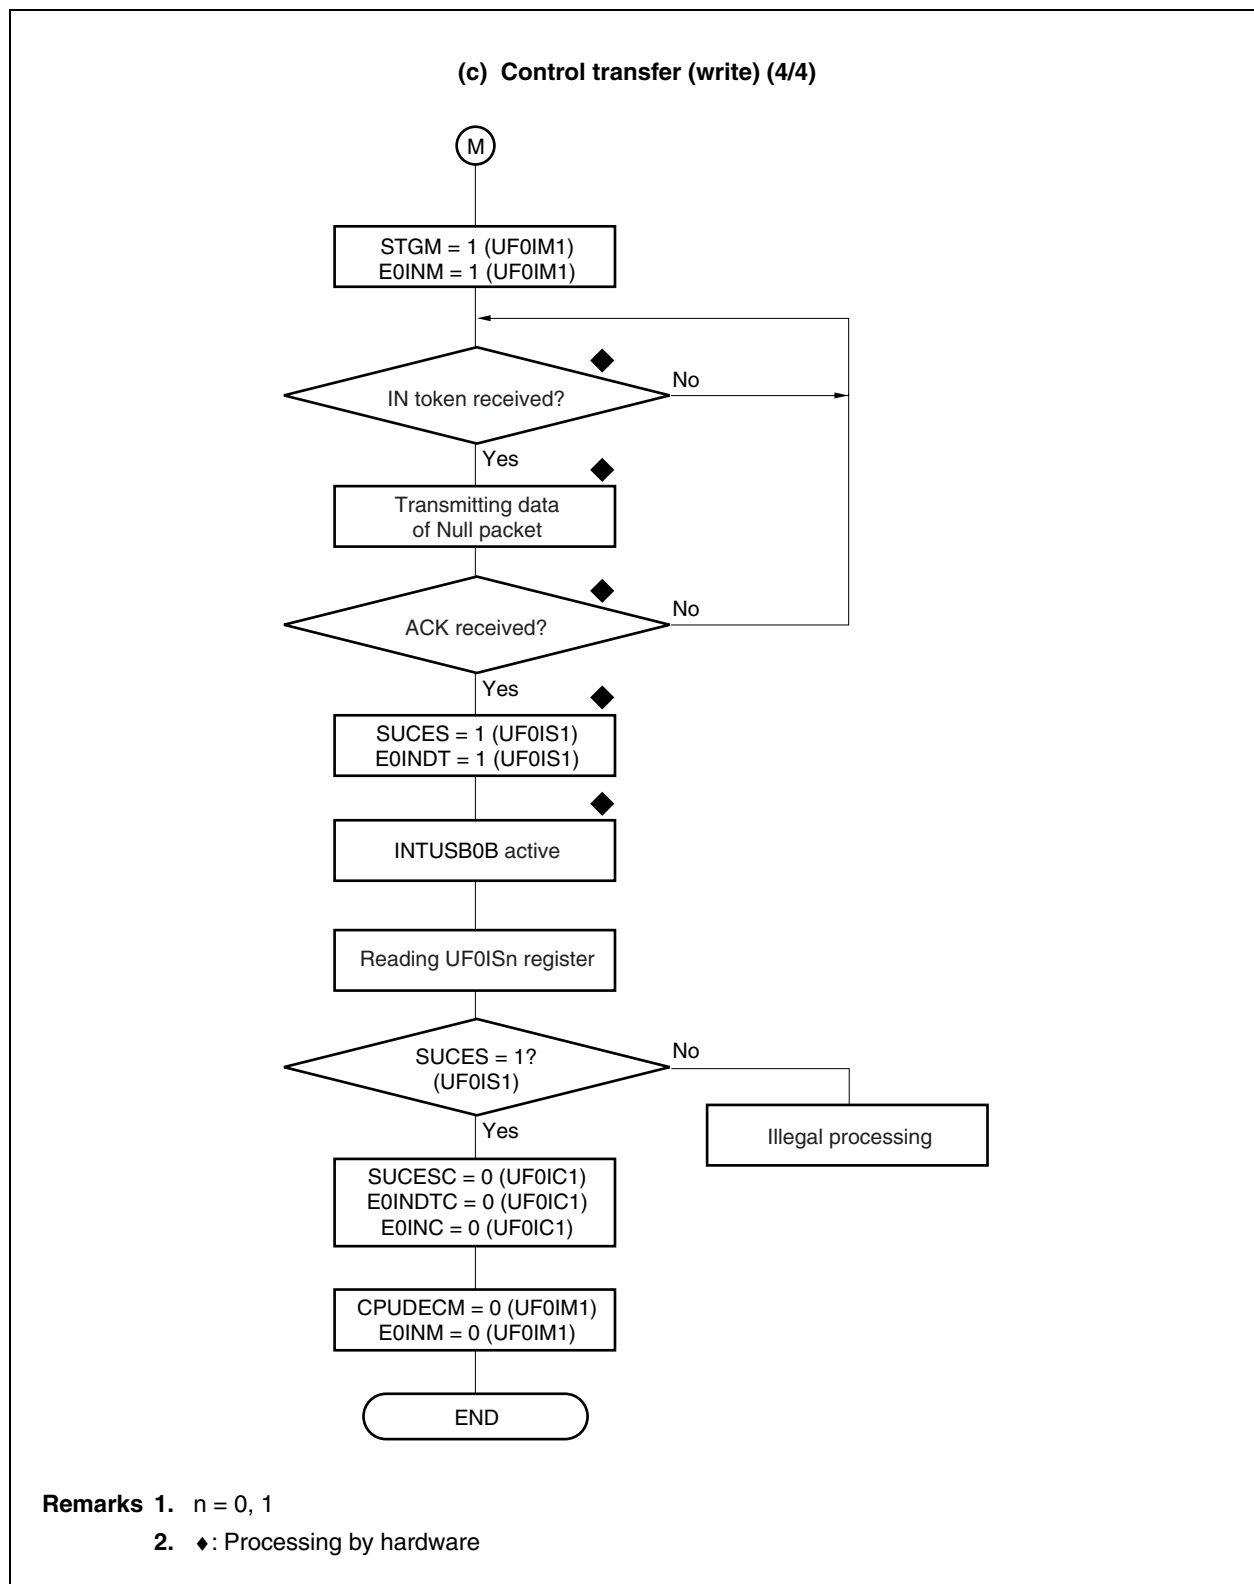 (c) Control transfer (write) (4/4)
M
STGM = 1 (UF0IM1)
E0INM = 1 (UF0IM1)
IN token received?
No
Yes
Transmitting data
of Null packet
ACK received?
No
Yes
SUCES = 1 (UF0IS1)
E0INDT = 1 (UF0IS1)
INTUSB0B active
Reading UF0ISn register
SUCES = 1?
(UF0IS1)
No
Illegal processing
Yes
SUCESC = 0 (UF0IC1)
E0INDTC = 0 (UF0IC1)
E0INC = 0 (UF0IC1)
CPUDECM = 0 (UF0IM1)
E0INM = 0 (UF0IM1)
END
Remarks 1. n = 0, 1
2. ♦: Processing by hardware